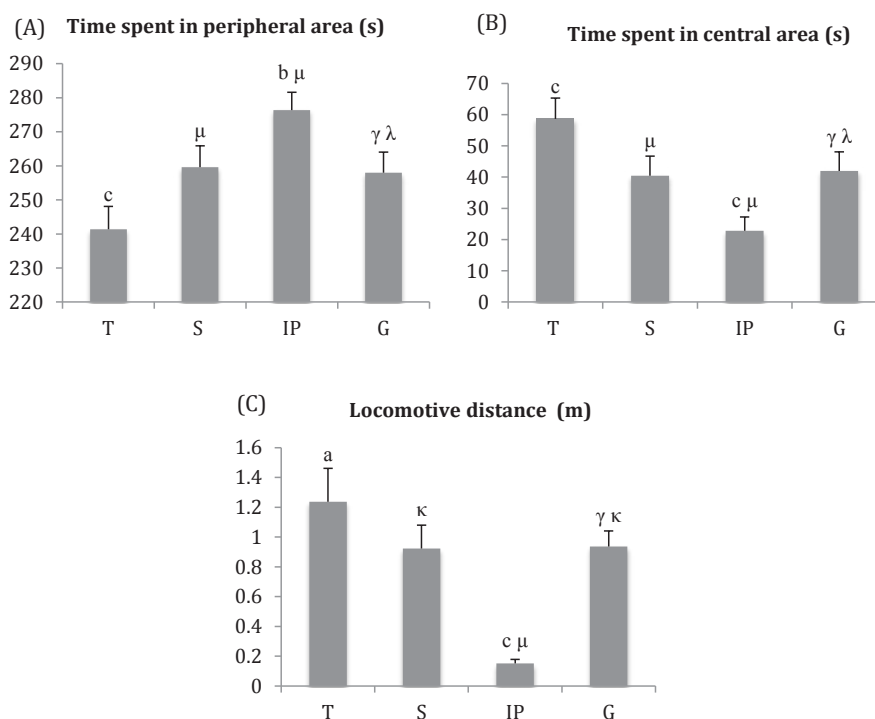 (A) Time spent in peripheral area (s)
290
280
270
260
250
240
230
220
c
μ
b μ
γ λ
T S IP G
(B) Time spent in central area (s)
70
60
50
40
30
20
10
0
c
μ
c μ
γ λ
T S IP G
(C) Locomotive distance (m)
1.6
1.4
1.2
1
0.8
0.6
0.4
0.2
0
a
κ
c μ
γ κ
T S IP G